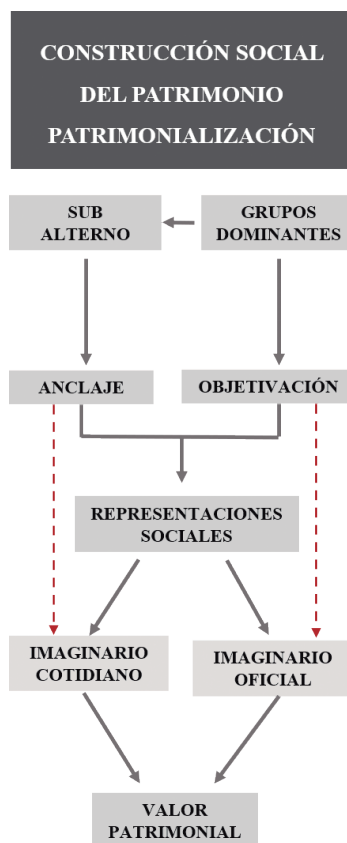 CONSTRUCCIÓN SOCIAL
DEL PATRIMONIO
PATRIMONIALIZACIÓN
SUB
ALTERNO
GRUPOS
DOMINANTES
ANCLAJE
OBJETIVACIÓN
REPRESENTACIONES
SOCIALES
IMAGINARIO
COTIDIANO
IMAGINARIO
OFICIAL
VALOR
PATRIMONIAL